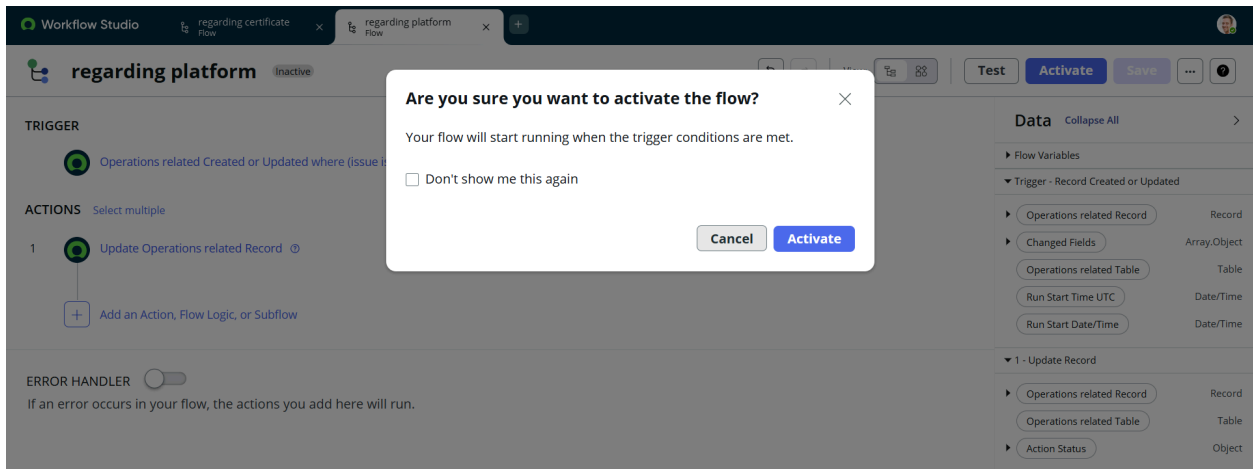 Workflow Studio
regarding certificate
Flow
regarding platform
Flow
regarding platform
Inactive
View
Test
Activate
Save
TRIGGER
Operations related Created or Updated where (issue is
ACTIONS
Select multiple
1
Update Operations related Record
Add an Action, Flow Logic, or Subflow
ERROR HANDLER
If an error occurs in your flow, the actions you add here will run.
Are you sure you want to activate the flow?
Your flow will start running when the trigger conditions are met.
Don't show me this again
Cancel
Activate
Data
Collapse All
Flow Variables
Trigger - Record Created or Updated
Operations related Record Record
Changed Fields Array.Object
Operations related Table Table
Run Start Time UTC Date/Time
Run Start Date/Time Date/Time
1 - Update Record
Operations related Record Record
Operations related Table Table
Action Status Object